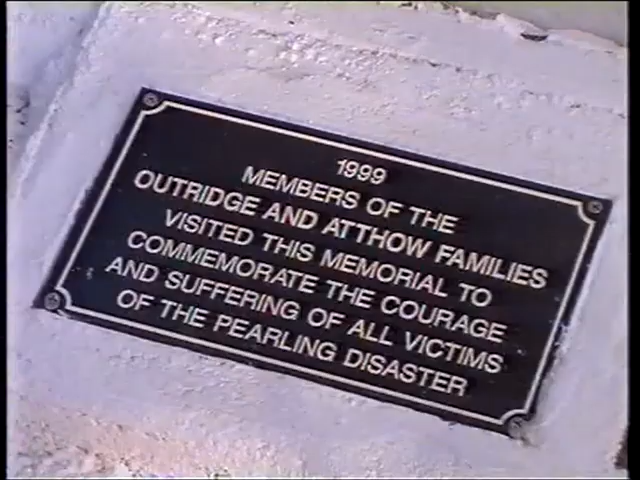 1999
MEMBERS OF THE
OUTRIDGE AND ATTHOW FAMILIES
VISITED THIS MEMORIAL TO
COMMEMORATE THE COURAGE
AND SUFFERING OF ALL VICTIMS
OF THE PEARLING DISASTER